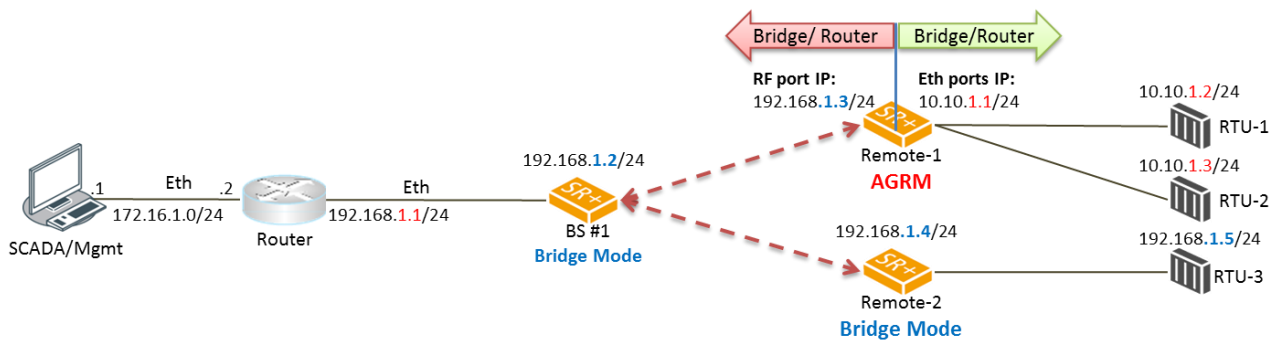 Bridge/ Router
Bridge/Router
RF port IP:
192.168.1.3/24
Eth ports IP:
10.10.1.1/24
10.10.1.2/24
RTU-1
SR+
Remote-1
AGRM
192.168.1.2/24
10.10.1.3/24
RTU-2
.1
Eth
.2
172.16.1.0/24
SCADA/Mgmt
Router
Eth
192.168.1.1/24
SR+
BS #1
Bridge Mode
192.168.1.4/24
192.168.1.5/24
SR+
Remote-2
Bridge Mode
RTU-3